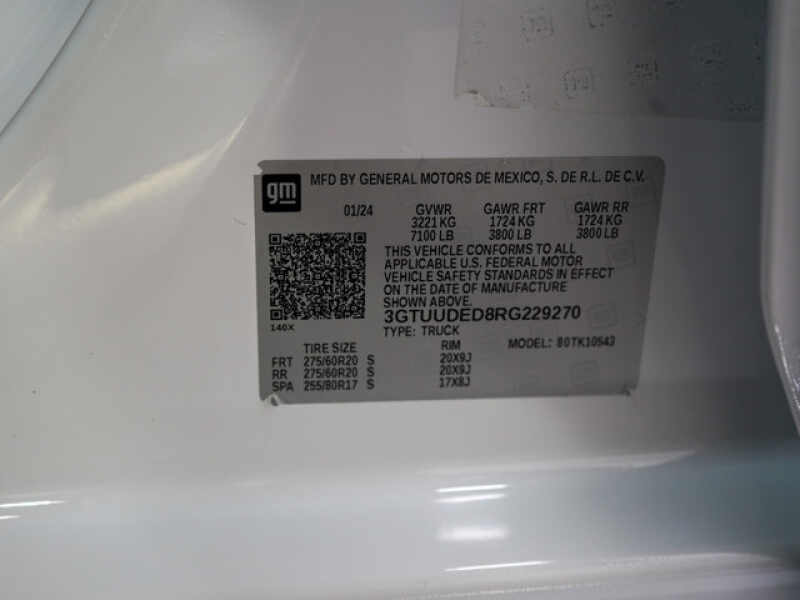 gm MFD BY GENERAL MOTORS DE MEXICO, S. DE R.L. DE C.V.
01/24 GVWR GAWR FRT GAWR RR
3221 KG 1724 KG 1724 KG
7100 LB 3800 LB 3800 LB
THIS VEHICLE CONFORMS TO ALL
APPLICABLE U.S. FEDERAL MOTOR
VEHICLE SAFETY STANDARDS IN EFFECT
ON THE DATE OF MANUFACTURE
SHOWN ABOVE.
3GTUUDED8RG229270
140X
TYPE: TRUCK
TIRE SIZE RIM MODEL: 80TK10543
FRT 275/60R20 S 20X9J
RR 275/60R20 S 20X9J
SPA 255/80R17 S 17X8J